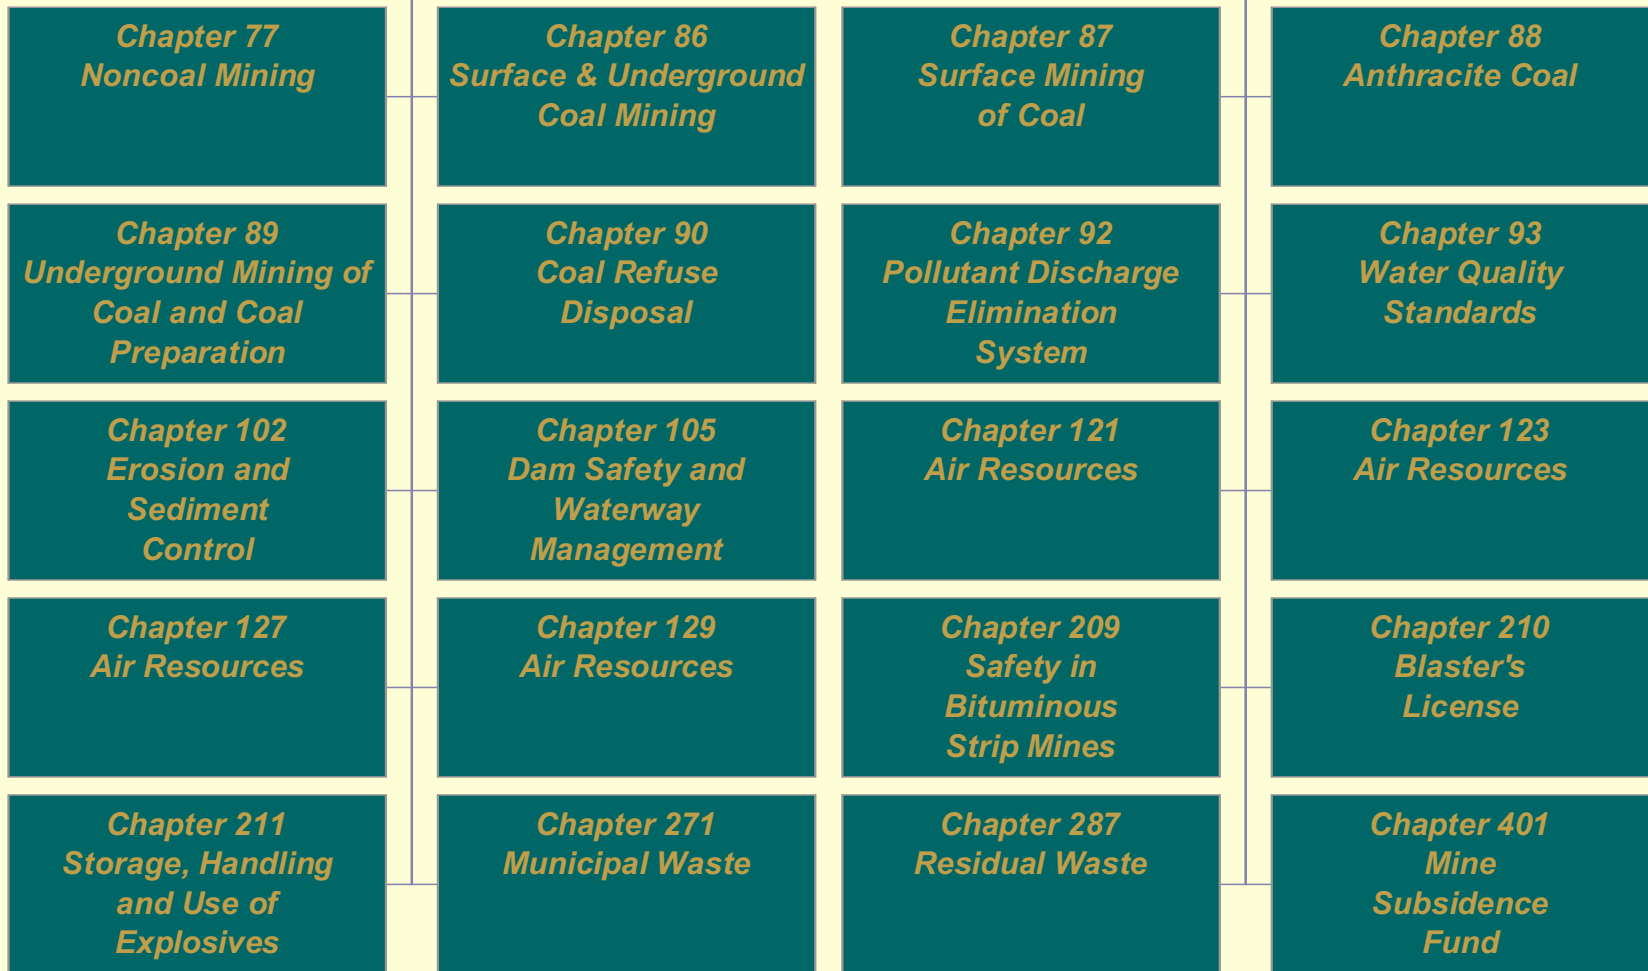 Chapter 77
Noncoal Mining
Chapter 86
Surface & Underground
Coal Mining
Chapter 87
Surface Mining
of Coal
Chapter 88
Anthracite Coal
Chapter 89
Underground Mining of
Coal and Coal
Preparation
Chapter 90
Coal Refuse
Disposal
Chapter 92
Pollutant Discharge
Elimination
System
Chapter 93
Water Quality
Standards
Chapter 102
Erosion and
Sediment
Control
Chapter 105
Dam Safety and
Waterway
Management
Chapter 121
Air Resources
Chapter 123
Air Resources
Chapter 127
Air Resources
Chapter 129
Air Resources
Chapter 209
Safety in
Bituminous
Strip Mines
Chapter 210
Blaster's
License
Chapter 211
Storage, Handling
and Use of
Explosives
Chapter 271
Municipal Waste
Chapter 287
Residual Waste
Chapter 401
Mine
Subsidence
Fund